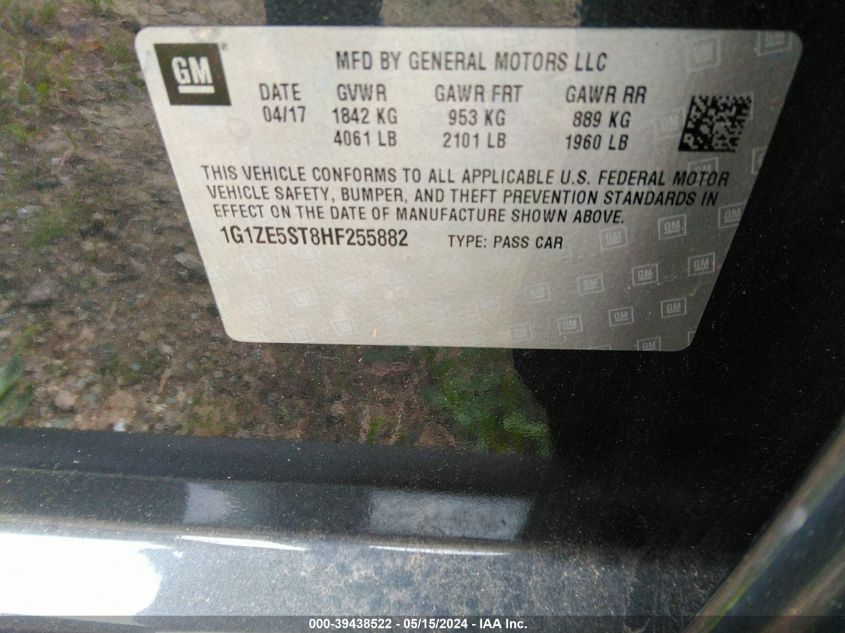 GM
MFD BY GENERAL MOTORS LLC
DATE GVWR GAWR FRT GAWR RR
04/17 1842 KG 953 KG 889 KG
4061 LB 2101 LB 1960 LB
THIS VEHICLE CONFORMS TO ALL APPLICABLE U.S. FEDERAL MOTOR
VEHICLE SAFETY, BUMPER, AND THEFT PREVENTION STANDARDS IN
EFFECT ON THE DATE OF MANUFACTURE SHOWN ABOVE.
1G1ZE5ST8HF255882 TYPE: PASS CAR
000-39438522 - 05/15/2024 - IAA Inc.